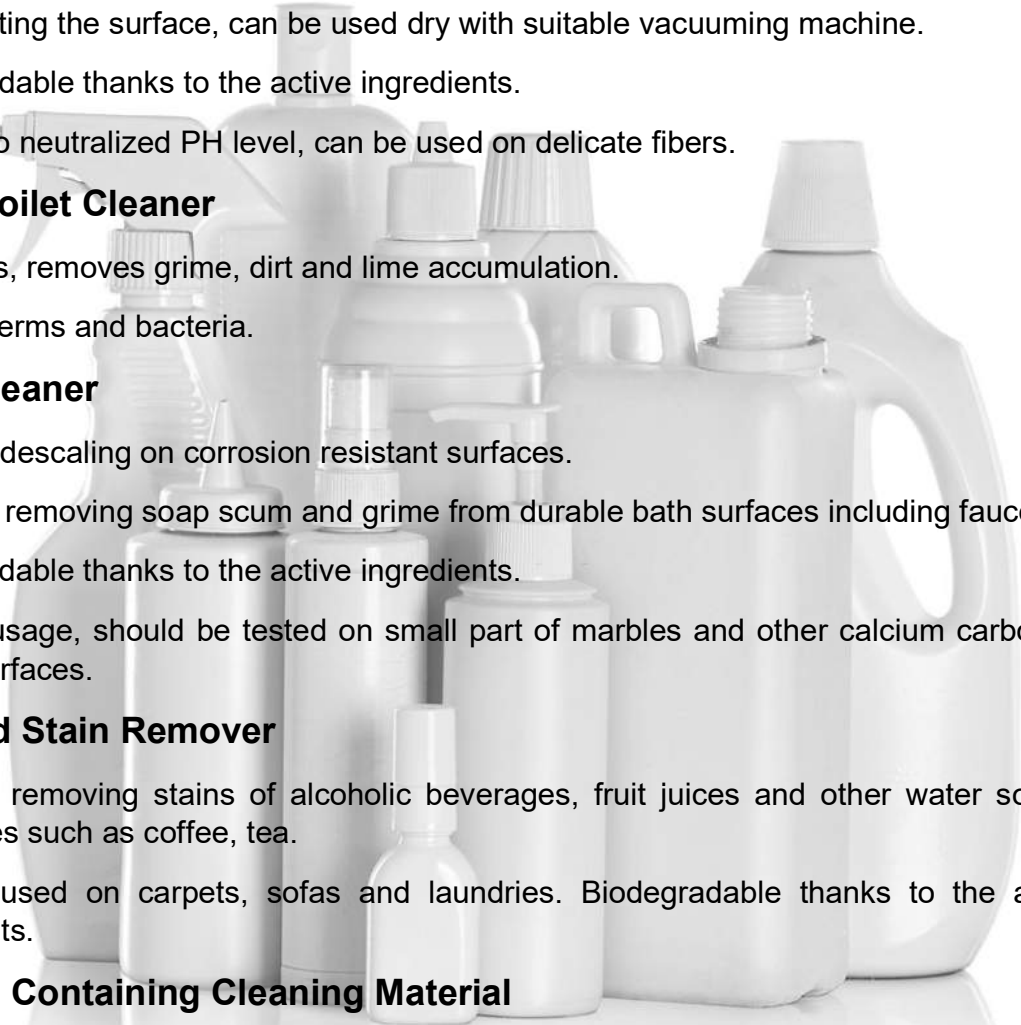 ting the surface, can be used dry with suitable vacuuming machine.
dable thanks to the active ingredients.
o neutralized PH level, can be used on delicate fibers.
oilet Cleaner
s, removes grime, dirt and lime accumulation.
erms and bacteria.
eaner
descaling on corrosion resistant surfaces.
removing soap scum and grime from durable bath surfaces including fauc
dable thanks to the active ingredients.
usage, should be tested on small part of marbles and other calcium carbo
rfaces.
d Stain Remover
removing stains of alcoholic beverages, fruit juices and other water so
es such as coffee, tea.
used on carpets, sofas and laundries. Biodegradable thanks to the a
ts.
Containing Cleaning Material